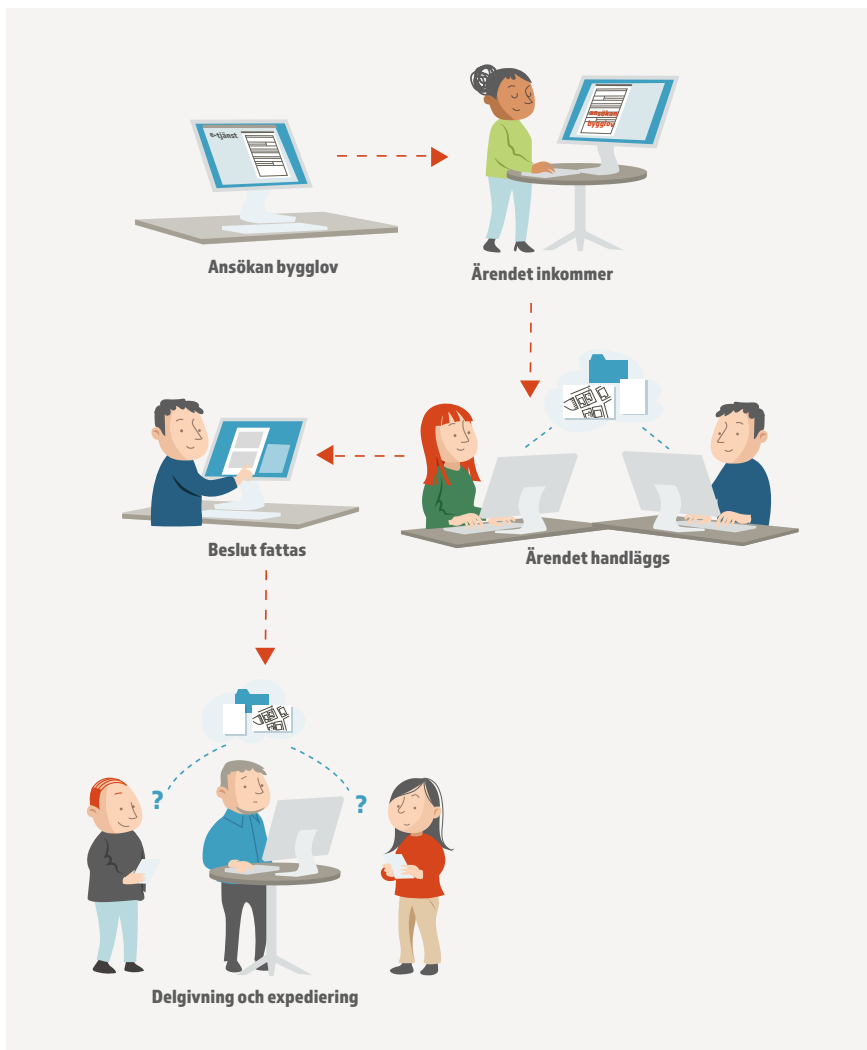 e-tjänst
Ansökan bygglov
ansökan
bygglov
Ärendet inkommer
Ärendet handläggs
Beslut fattas
?
?
Delgivning och expediering